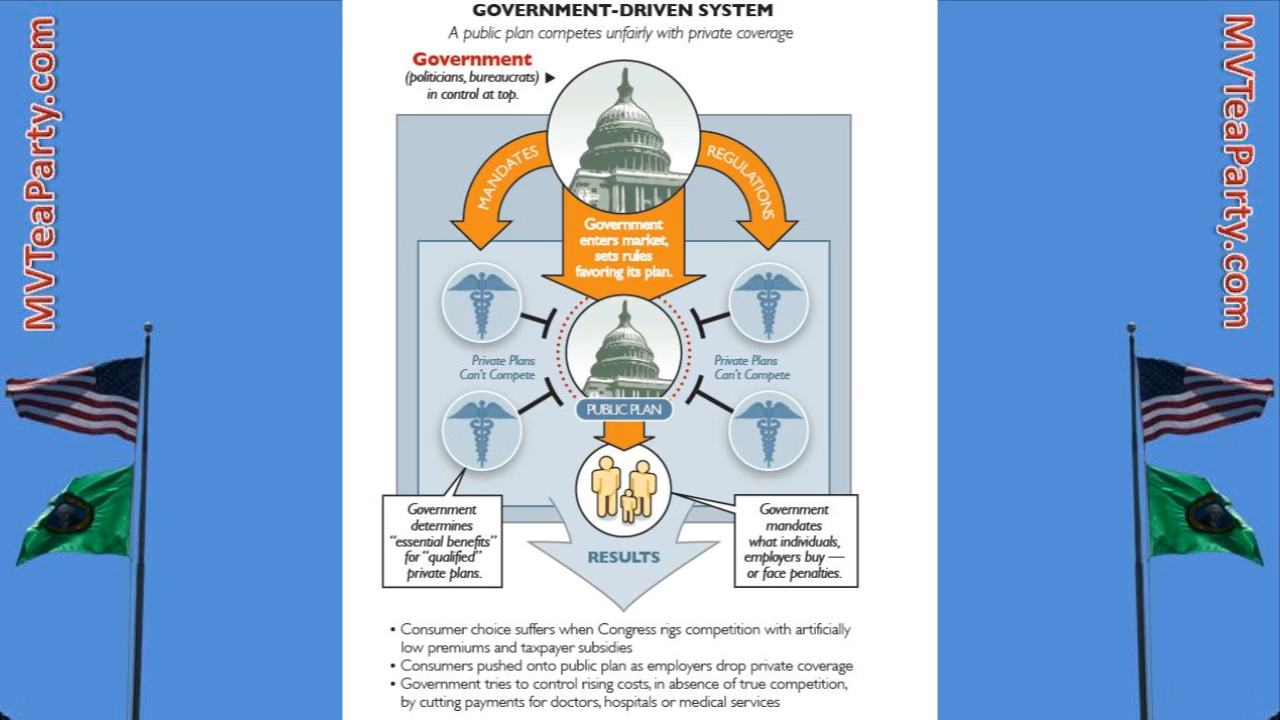 GOVERNMENT-DRIVEN SYSTEM
A public plan competes unfairly with private coverage
Government
(politicians, bureaucrats)
in control at top.
MANDATES
REGULATIONS
Government
enters market,
sets rules
favoring its plan.
Private Plans
Can't Compete
Private Plans
Can't Compete
PUBLIC PLAN
Government
determines
"essential benefits"
for "qualified"
private plans.
Government
mandates
what individuals,
employers buy —
or face penalties.
RESULTS
• Consumer choice suffers when Congress rigs competition with artificially
low premiums and taxpayer subsidies
• Consumers pushed onto public plan as employers drop private coverage
• Government tries to control rising costs, in absence of true competition,
by cutting payments for doctors, hospitals or medical services
MVTeaParty.com
MVTeaParty.com